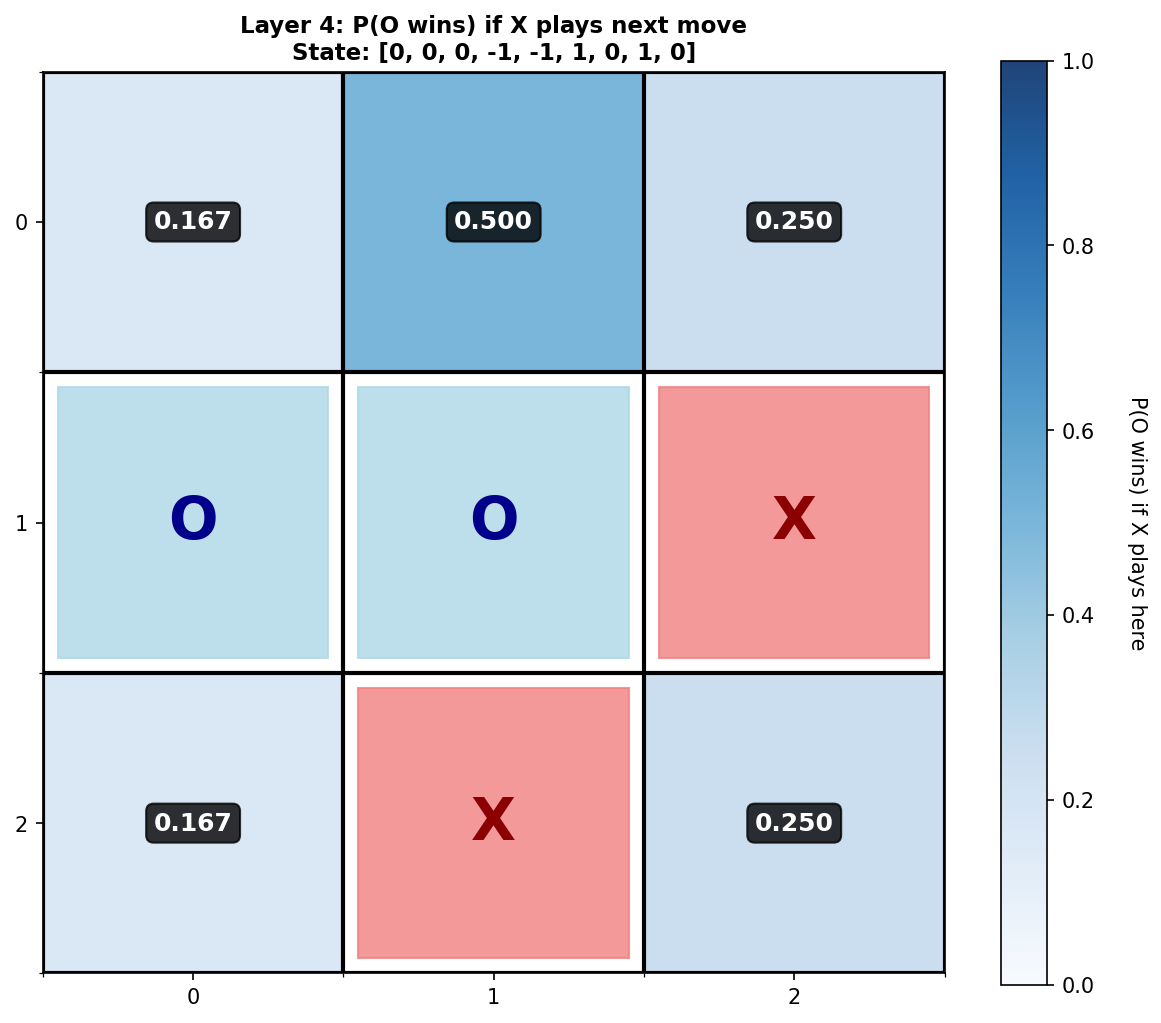 Layer 4: P(O wins) if X plays next move
State: [0, 0, 0, -1, -1, 1, 0, 1, 0]
0 0.167 0.500 0.250
1 O O X
2 0.167 X 0.250
0 1 2
1.0
0.8
0.6
0.4
0.2
0.0
P(O wins) if X plays here